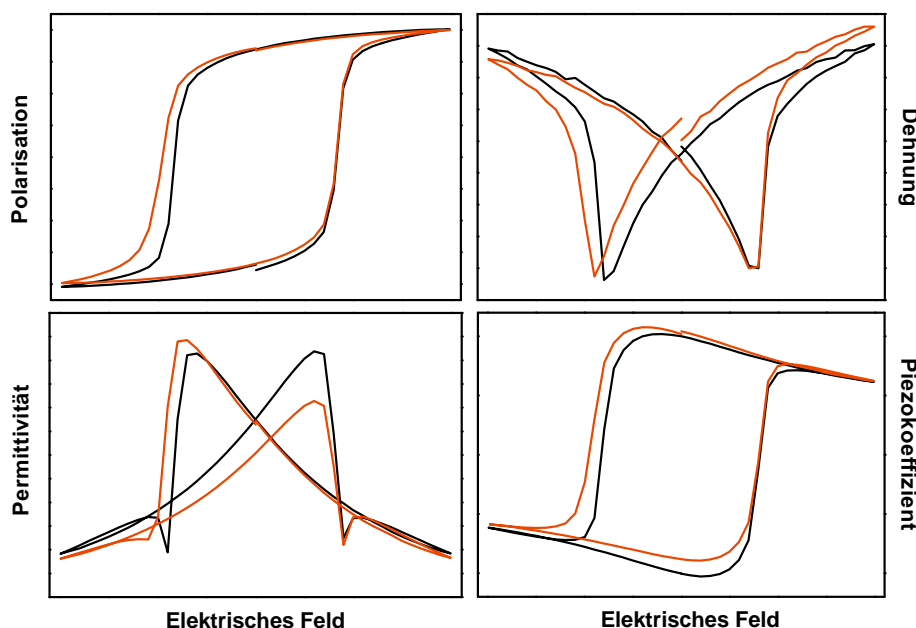 Polarisation
Dehnung
Permittivität
Piezokoeffizient
Elektrisches Feld
Elektrisches Feld